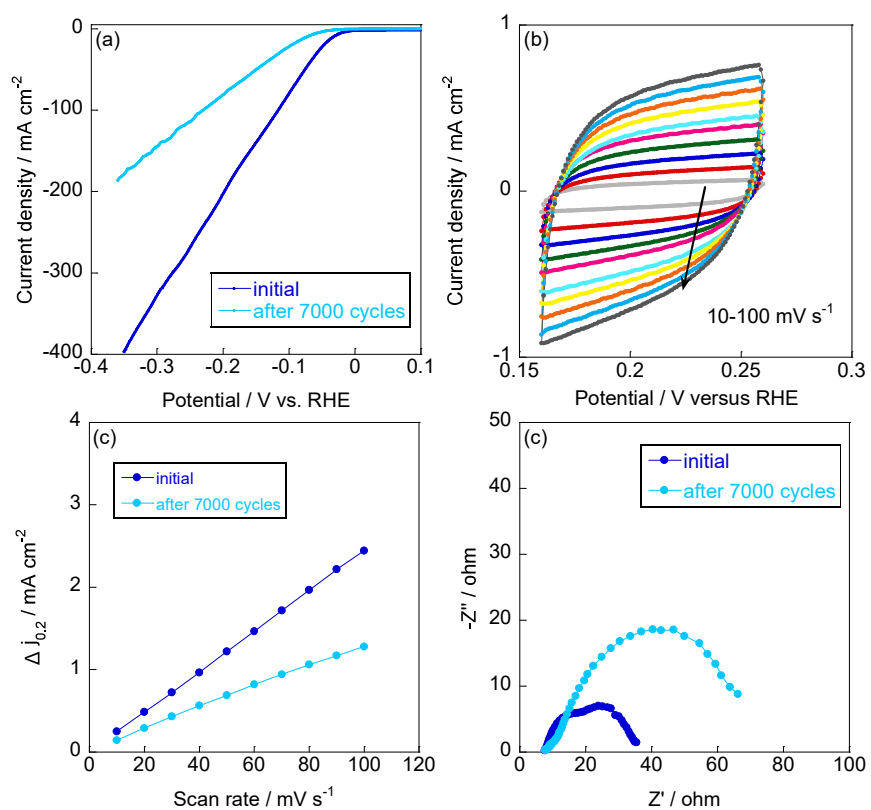 (a)
0
-100
-200
-300
-400
-0.4
-0.3
-0.2
-0.1
0
0.1
Current density / mA cm⁻²
Potential / V vs. RHE
initial
after 7000 cycles
(b)
1
0
-1
0.15
0.2
0.25
0.3
Current density / mA cm⁻²
Potential / V versus RHE
10-100 mV s⁻¹
(c)
4
3
2
1
0
0
20
40
60
80
100
120
Δ j₀.₂ / mA cm⁻²
Scan rate / mV s⁻¹
initial
after 7000 cycles
(c)
50
40
30
20
10
0
0
20
40
60
80
100
-Z'' / ohm
Z' / ohm
initial
after 7000 cycles